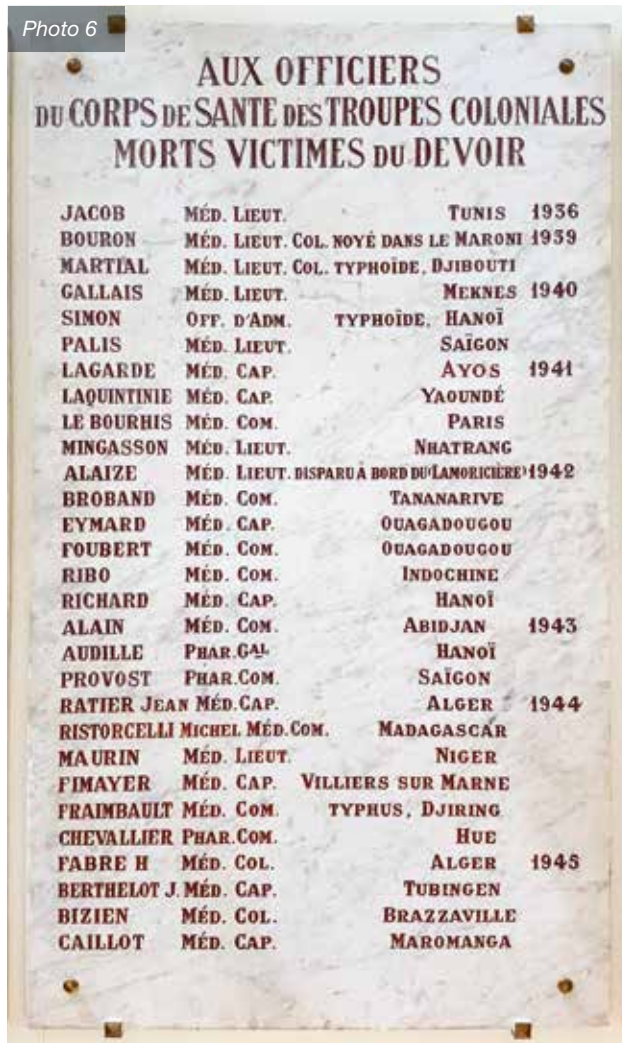 Photo 6
AUX OFFICIERS
DU CORPS DE SANTE DES TROUPES COLONIALES
MORTS VICTIMES DU DEVOIR
JACOB MÉD. LIEUT. TUNIS 1936
BOURON MÉD. LIEUT. COL. NOYÉ DANS LE MARONI 1939
MARTIAL MÉD. LIEUT. COL. TYPHOÏDE, DJIBOUTI
GALLAIS MÉD. LIEUT. MEKNES 1940
SIMON OFF. D'ADM. TYPHOÏDE, HANOÏ
PALIS MÉD. LIEUT. SAÏGON
LAGARDE MÉD. CAP. AYOS 1941
LAQUINTINIE MÉD. CAP. YAOUNDÉ
LE BOURHIS MÉD. COM. PARIS
MINGASSON MÉD. LIEUT. NHATRANG
ALAIZE MÉD. LIEUT. DISPARU À BORD DU "LAMORICIÈRE" 1942
BROBAND MÉD. COM. TANANARIVE
EYMARD MÉD. CAP. OUAGADOUGOU
FOUBERT MÉD. COM. OUAGADOUGOU
RIBO MÉD. COM. INDOCHINE
RICHARD MÉD. CAP. HANOÏ
ALAIN MÉD. COM. ABIDJAN 1943
AUDILLE PHAR. GAL HANOÏ
PROVOST PHAR. COM. SAÏGON
RATIER JEAN MÉD. CAP. ALGER 1944
RISTORCELLI MICHEL MÉD. COM. MADAGASCAR
MAURIN MÉD. LIEUT. NIGER
FIMAYER MÉD. CAP. VILLIERS SUR MARNE
FRAIMBAULT MÉD. COM. TYPHUS, DJIRING
CHEVALLIER PHAR. COM. HUE
FABRE H MÉD. COL. ALGER 1945
BERTHELOT J. MÉD. CAP. TUBINGEN
BIZIEN MÉD. COL. BRAZZAVILLE
CAILLOT MÉD. CAP. MAROMANGA